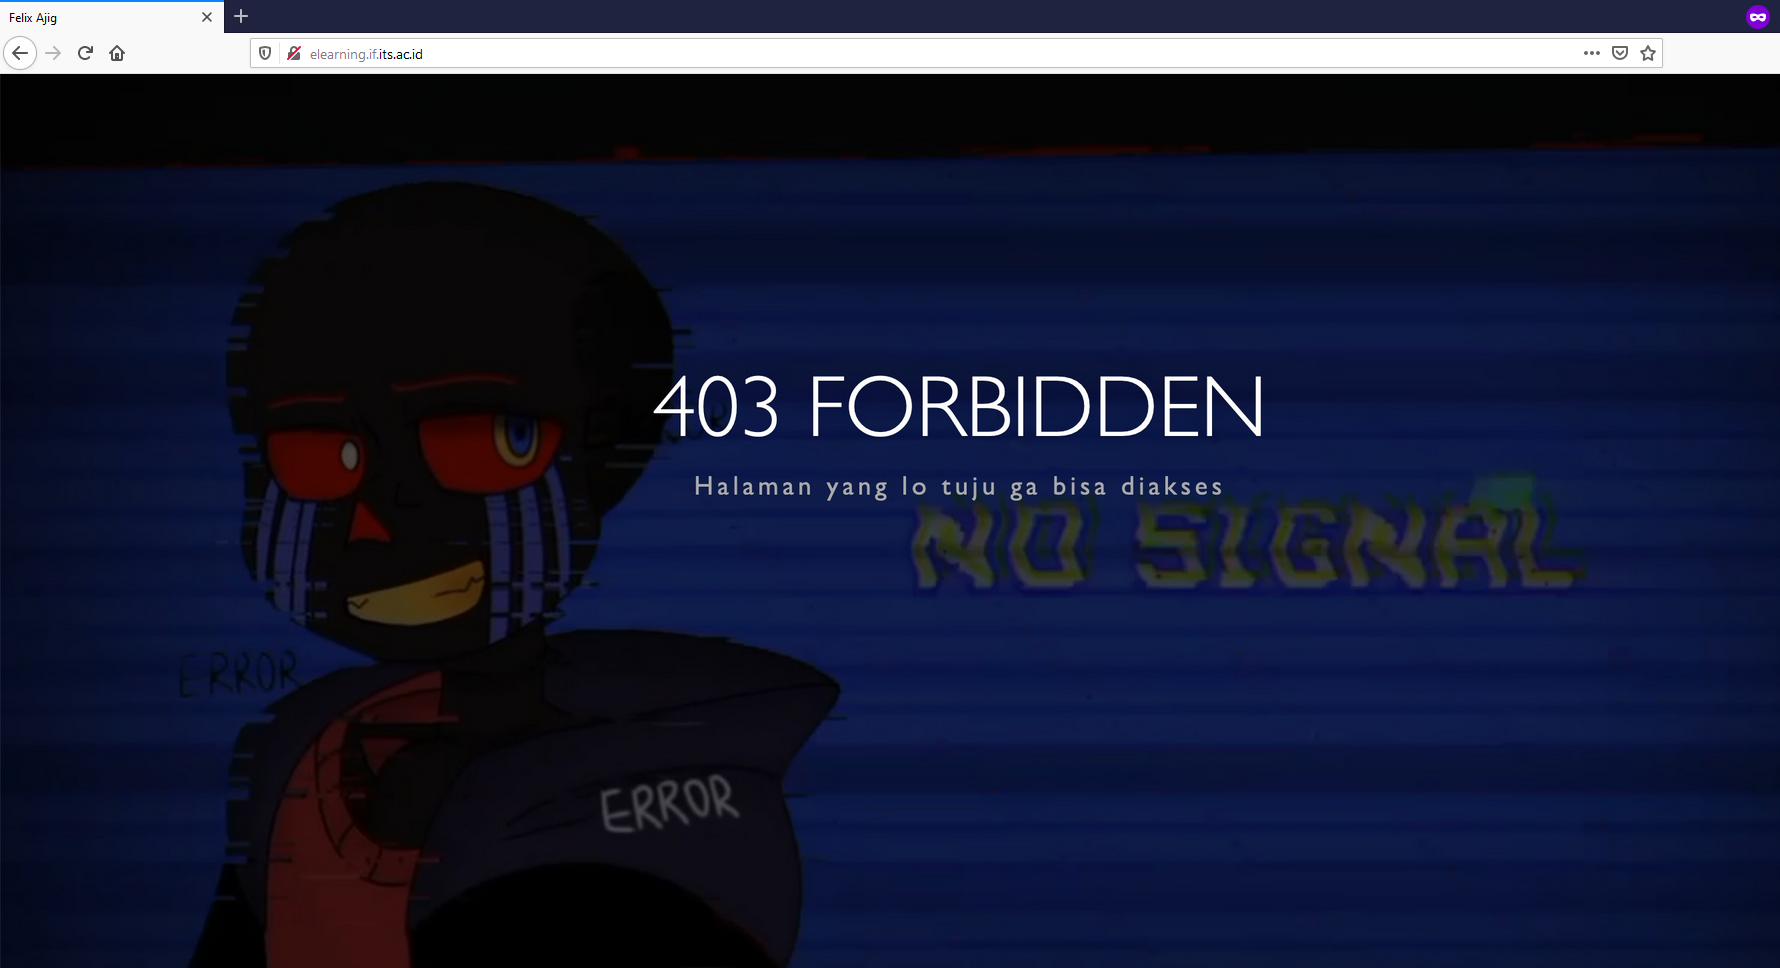 Felix Ajig
elearning.if.its.ac.id
403 FORBIDDEN
Halaman yang lo tuju ga bisa diakses
NO SIGNAL
ERROR
ERROR